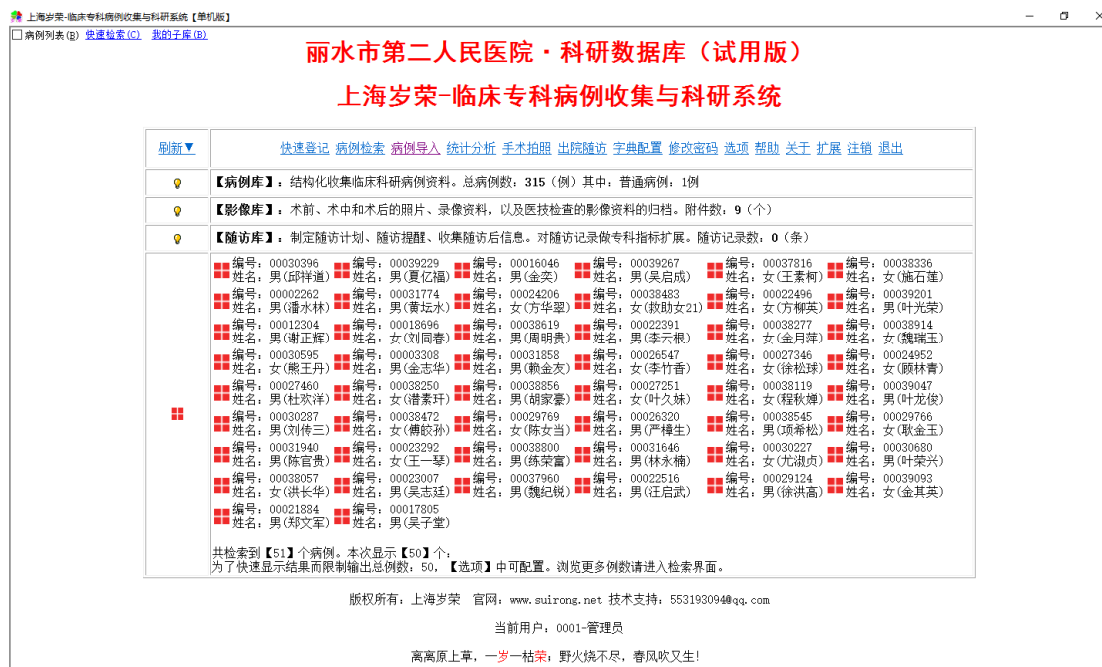 上海岁荣-临床专科病例收集与科研系统【单机版】
病例列表(B) 快速检索(C) 我的子库(B)
丽水市第二人民医院·科研数据库（试用版）
上海岁荣-临床专科病例收集与科研系统
刷新▼ 快速登记 病例检索 病例导入 统计分析 手术拍照 出院随访 字典配置 修改密码 选项 帮助 关于 扩展 注销 退出
【病例库】：结构化收集临床科研病例资料。总病例数：315（例）其中：普通病例：1例
【影像库】：术前、术中和术后的照片、录像资料，以及医技检查的影像资料的归档。附件数：9（个）
【随访库】：制定随访计划、随访提醒、收集随访后信息。对随访记录做专科指标扩展。随访记录数：0（条）
编号：00030396 编号：00039229 编号：00016046 编号：00039267 编号：00037816 编号：00038336
姓名：男(邱祥道) 姓名：男(夏亿福) 姓名：男(金奕) 姓名：男(吴启成) 姓名：女(王素柯) 姓名：女(施石莲)
编号：00002262 编号：00031774 编号：00024206 编号：00038483 编号：00022496 编号：00039201
姓名：男(潘水林) 姓名：男(黄坛水) 姓名：女(方华翠) 姓名：女(救助女21) 姓名：女(方柳英) 姓名：男(叶光荣)
编号：00012304 编号：00018696 编号：00038619 编号：00022391 编号：00038277 编号：00038914
姓名：男(谢正辉) 姓名：女(刘同春) 姓名：男(周明贵) 姓名：男(李云根) 姓名：女(金月萍) 姓名：女(魏瑞玉)
编号：00030595 编号：00003308 编号：00031858 编号：00026547 编号：00027346 编号：00024952
姓名：女(熊王丹) 姓名：男(金志华) 姓名：男(赖金友) 姓名：女(李竹香) 姓名：女(徐松球) 姓名：女(顾林青)
编号：00027460 编号：00038250 编号：00038856 编号：00027251 编号：00038119 编号：00039047
姓名：男(杜欢洋) 姓名：女(潜素玕) 姓名：男(胡家豪) 姓名：女(叶久妹) 姓名：女(程秋婵) 姓名：男(叶龙俊)
编号：00030287 编号：00038472 编号：00029769 编号：00026320 编号：00038545 编号：00029766
姓名：男(刘传三) 姓名：女(傅皎孙) 姓名：女(陈女当) 姓名：男(严樟生) 姓名：男(项希松) 姓名：女(耿金玉)
编号：00031940 编号：00023292 编号：00038800 编号：00031646 编号：00030227 编号：00030680
姓名：男(陈官贵) 姓名：女(王一琴) 姓名：男(练荣富) 姓名：男(林永楠) 姓名：女(尤淑贞) 姓名：男(叶荣兴)
编号：00038057 编号：00023007 编号：00037960 编号：00022516 编号：00029124 编号：00039093
姓名：女(洪长华) 姓名：男(吴志廷) 姓名：男(魏纪锐) 姓名：男(汪启武) 姓名：男(徐洪高) 姓名：女(金其英)
编号：00021884 编号：00017805
姓名：男(郑文军) 姓名：男(吴子堂)
共检索到【51】个病例。本次显示【50】个；
为了快速显示结果而限制输出总例数：50，【选项】中可配置。浏览更多例数请进入检索界面。
版权所有：上海岁荣 官网：www.suirong.net 技术支持：553193094@qq.com
当前用户：0001-管理员
离离原上草，一岁一枯荣；野火烧不尽，春风吹又生！